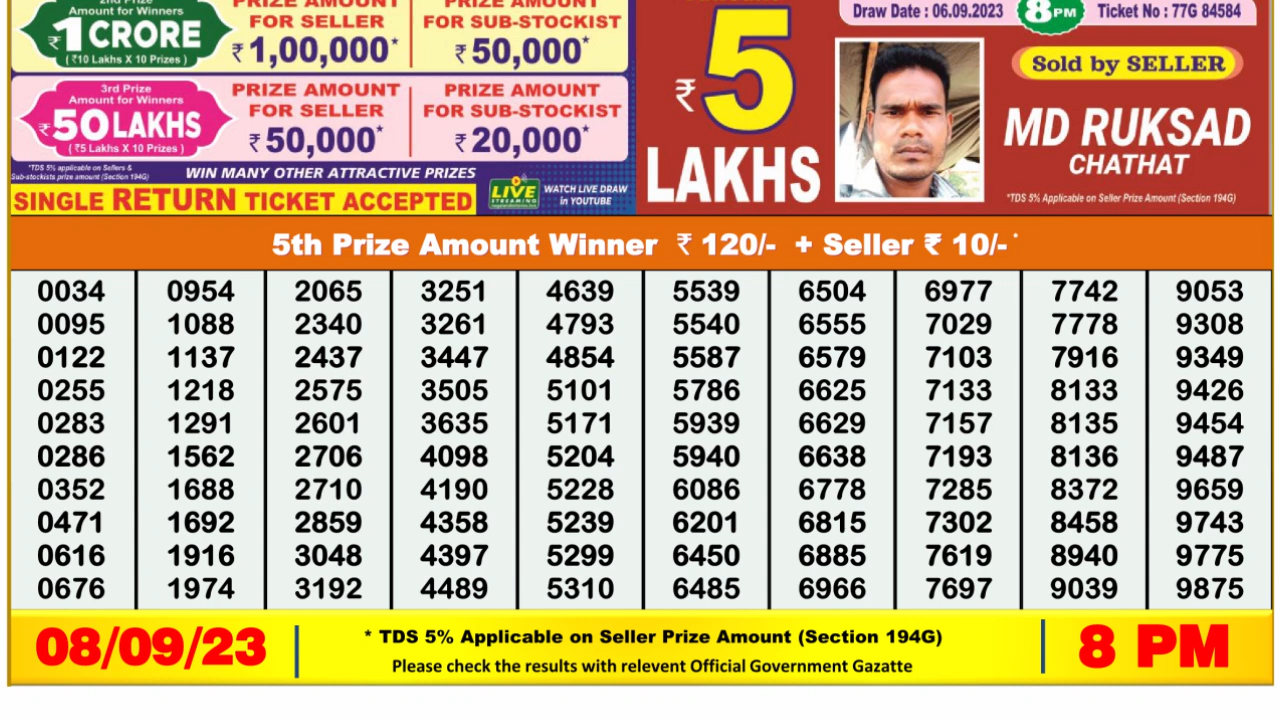 2nd Prize
Amount for Winners
₹1 CRORE
(₹10 Lakhs X 10 Prizes)
PRIZE AMOUNT
FOR SELLER
₹1,00,000*
PRIZE AMOUNT
FOR SUB-STOCKIST
₹50,000*
3rd Prize
Amount for Winners
₹50 LAKHS
(₹5 Lakhs X 10 Prizes)
PRIZE AMOUNT
FOR SELLER
₹50,000*
PRIZE AMOUNT
FOR SUB-STOCKIST
₹20,000*
*TDS 5% applicable on Sellers &
Sub-stockists prize amount (Section 194G)
WIN MANY OTHER ATTRACTIVE PRIZES
SINGLE RETURN TICKET ACCEPTED
LIVE
STREAMING
WATCH LIVE DRAW
in YOUTUBE
₹5
LAKHS
Draw Date : 06.09.2023
8PM
Ticket No : 77G 84584
Sold by SELLER
MD RUKSAD
CHATHAT
*TDS 5% Applicable on Seller Prize Amount (Section 194G)
5th Prize Amount Winner ₹ 120/- + Seller ₹ 10/- *
0034 0954 2065 3251 4639 5539 6504 6977 7742 9053
0095 1088 2340 3261 4793 5540 6555 7029 7778 9308
0122 1137 2437 3447 4854 5587 6579 7103 7916 9349
0255 1218 2575 3505 5101 5786 6625 7133 8133 9426
0283 1291 2601 3635 5171 5939 6629 7157 8135 9454
0286 1562 2706 4098 5204 5940 6638 7193 8136 9487
0352 1688 2710 4190 5228 6086 6778 7285 8372 9659
0471 1692 2859 4358 5239 6201 6815 7302 8458 9743
0616 1916 3048 4397 5299 6450 6885 7619 8940 9775
0676 1974 3192 4489 5310 6485 6966 7697 9039 9875
08/09/23
* TDS 5% Applicable on Seller Prize Amount (Section 194G)
Please check the results with relevent Official Government Gazatte
8 PM